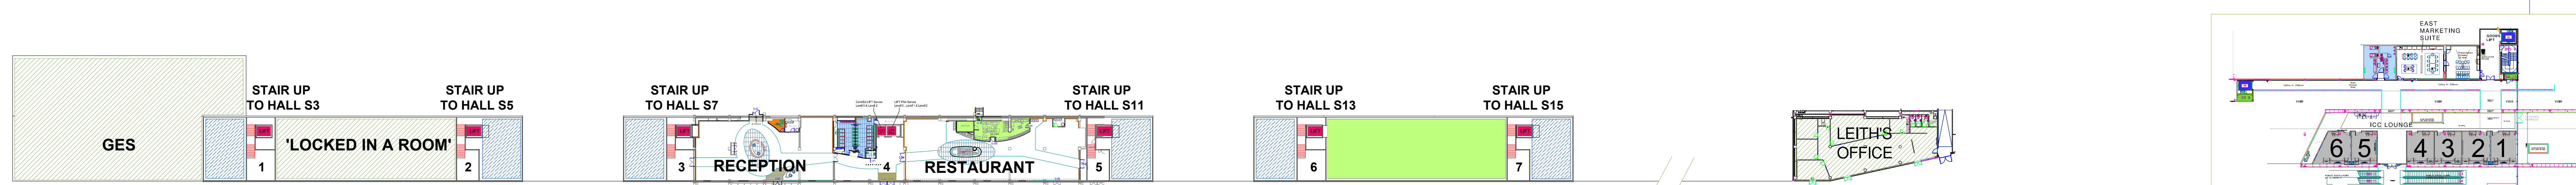 GES
STAIR UP
TO HALL S3
LIFT
1
'LOCKED IN A ROOM'
STAIR UP
TO HALL S5
LIFT
2
STAIR UP
TO HALL S7
LIFT
3
RECEPTION
4
RESTAURANT
STAIR UP
TO HALL S11
LIFT
5
STAIR UP
TO HALL S13
LIFT
6
STAIR UP
TO HALL S15
LIFT
7
LEITH'S
OFFICE
EAST
MARKETING
SUITE
GOODS
LIFT
ICC LOUNGE
6 5 4 3 2 1